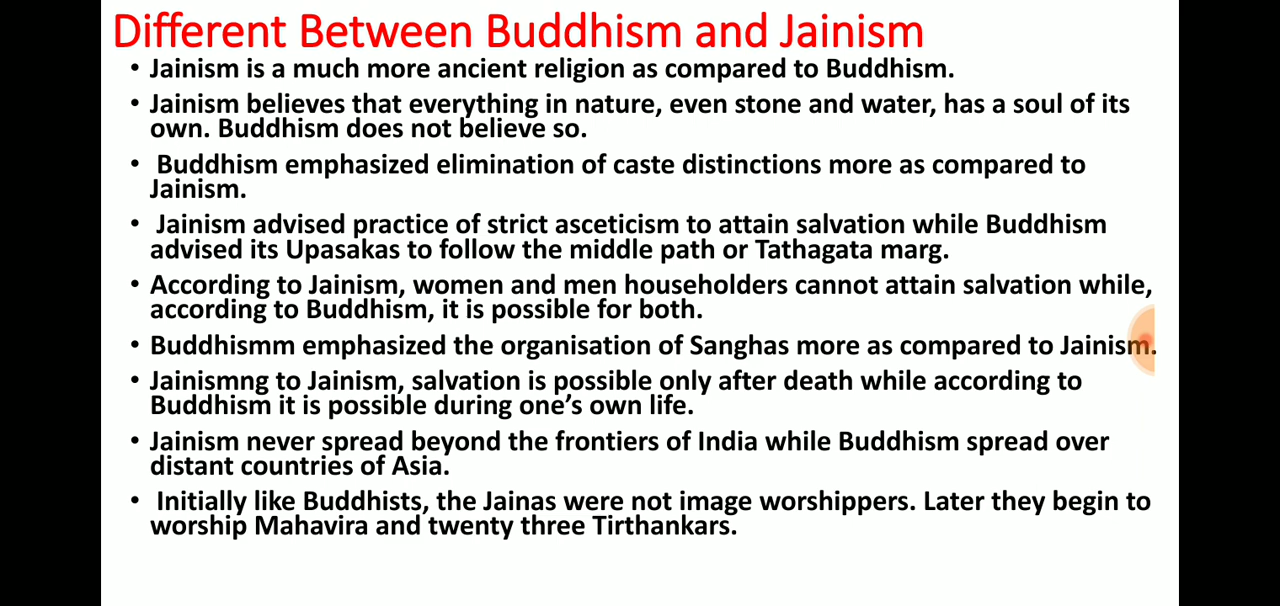 Different Between Buddhism and Jainism
• Jainism is a much more ancient religion as compared to Buddhism.
• Jainism believes that everything in nature, even stone and water, has a soul of its
own. Buddhism does not believe so.
• Buddhism emphasized elimination of caste distinctions more as compared to
Jainism.
• Jainism advised practice of strict asceticism to attain salvation while Buddhism
advised its Upasakas to follow the middle path or Tathagata marg.
• According to Jainism, women and men householders cannot attain salvation while,
according to Buddhism, it is possible for both.
• Buddhismm emphasized the organisation of Sanghas more as compared to Jainism.
• Jainismng to Jainism, salvation is possible only after death while according to
Buddhism it is possible during one's own life.
• Jainism never spread beyond the frontiers of India while Buddhism spread over
distant countries of Asia.
• Initially like Buddhists, the Jainas were not image worshippers. Later they begin to
worship Mahavira and twenty three Tirthankars.